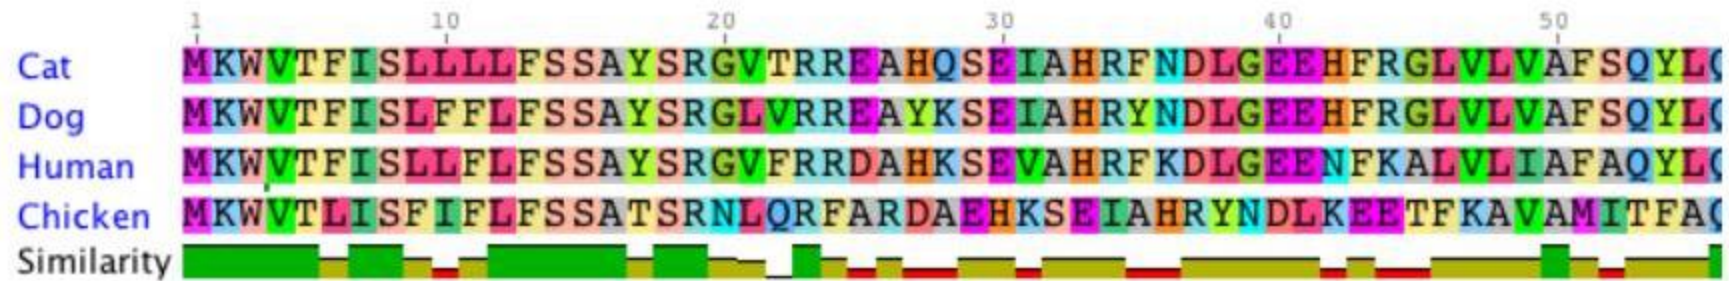 1 10 20 30 40 50
Cat MKWVTFISLLLLFSSAYSRGVTRREAHQSEIAHRFNDLGEEHFRGLVLVAFSQYL
Dog MKWVTFISLFFLFSSAYSRGLVRREAYKSEIAHRYNDLGEEHFRGLVLVAFSQYL
Human MKWVTFISLLFLFSSAYSRGVFRRDAHKSEVAHRFKDLGEENFKALVLIAFAQYL
Chicken MKWVTLISFIFLFSSATSRNLQRFARDAEHKSEIAHRYNDLKEETFKAVAMITFA
Similarity